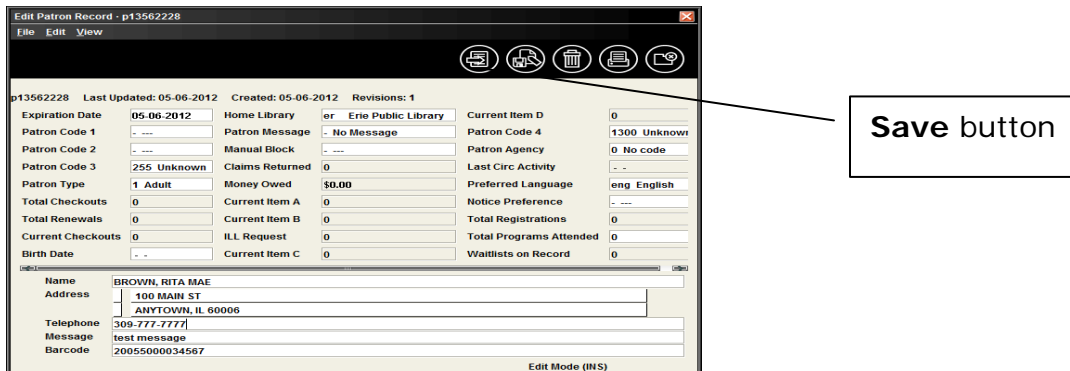 Edit Patron Record - p13562228
File Edit View
p13562228 Last Updated: 05-06-2012 Created: 05-06-2012 Revisions: 1
Expiration Date 05-06-2012 Home Library er Erie Public Library Current Item D 0
Patron Code 1 - --- Patron Message - No Message Patron Code 4 1300 Unknown
Patron Code 2 - --- Manual Block - --- Patron Agency 0 No code
Patron Code 3 255 Unknown Claims Returned 0 Last Circ Activity - -
Patron Type 1 Adult Money Owed $0.00 Preferred Language eng English
Total Checkouts 0 Current Item A 0 Notice Preference - ---
Total Renewals 0 Current Item B 0 Total Registrations 0
Current Checkouts 0 ILL Request 0 Total Programs Attended 0
Birth Date - - Current Item C 0 Waitlists on Record 0
Name BROWN, RITA MAE
Address 100 MAIN ST
ANYTOWN, IL 60006
Telephone 309-777-7777
Message test message
Barcode 20055000034567
Edit Mode (INS)
Save button